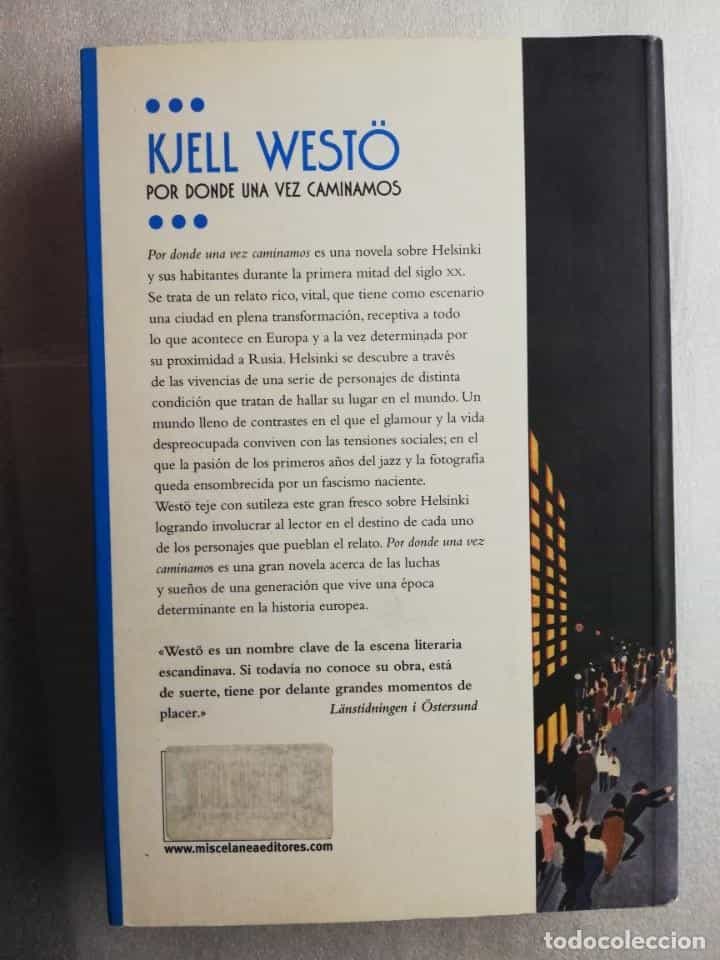 KJELL WESTÖ
POR DONDE UNA VEZ CAMINAMOS
Por donde una vez caminamos es una novela sobre Helsinki
y sus habitantes durante la primera mitad del siglo XX.
Se trata de un relato rico, vital, que tiene como escenario
una ciudad en plena transformación, receptiva a todo
lo que acontece en Europa y a la vez determinada por
su proximidad a Rusia. Helsinki se descubre a través
de las vivencias de una serie de personajes de distinta
condición que tratan de hallar su lugar en el mundo. Un
mundo lleno de contrastes en el que el glamour y la vida
despreocupada conviven con las tensiones sociales; en el
que la pasión de los primeros años del jazz y la fotografía
queda ensombrecida por un fascismo naciente.
Westö teje con sutileza este gran fresco sobre Helsinki
logrando involucrar al lector en el destino de cada uno
de los personajes que pueblan el relato. Por donde una vez
caminamos es una gran novela acerca de las luchas
y sueños de una generación que vive una época
determinante en la historia europea.
«Westö es un nombre clave de la escena literaria
escandinava. Si todavía no conoce su obra, está
de suerte, tiene por delante grandes momentos de
placer.» Länstidningen i Östersund
www.miscelaneaeditores.com
todocoleccion